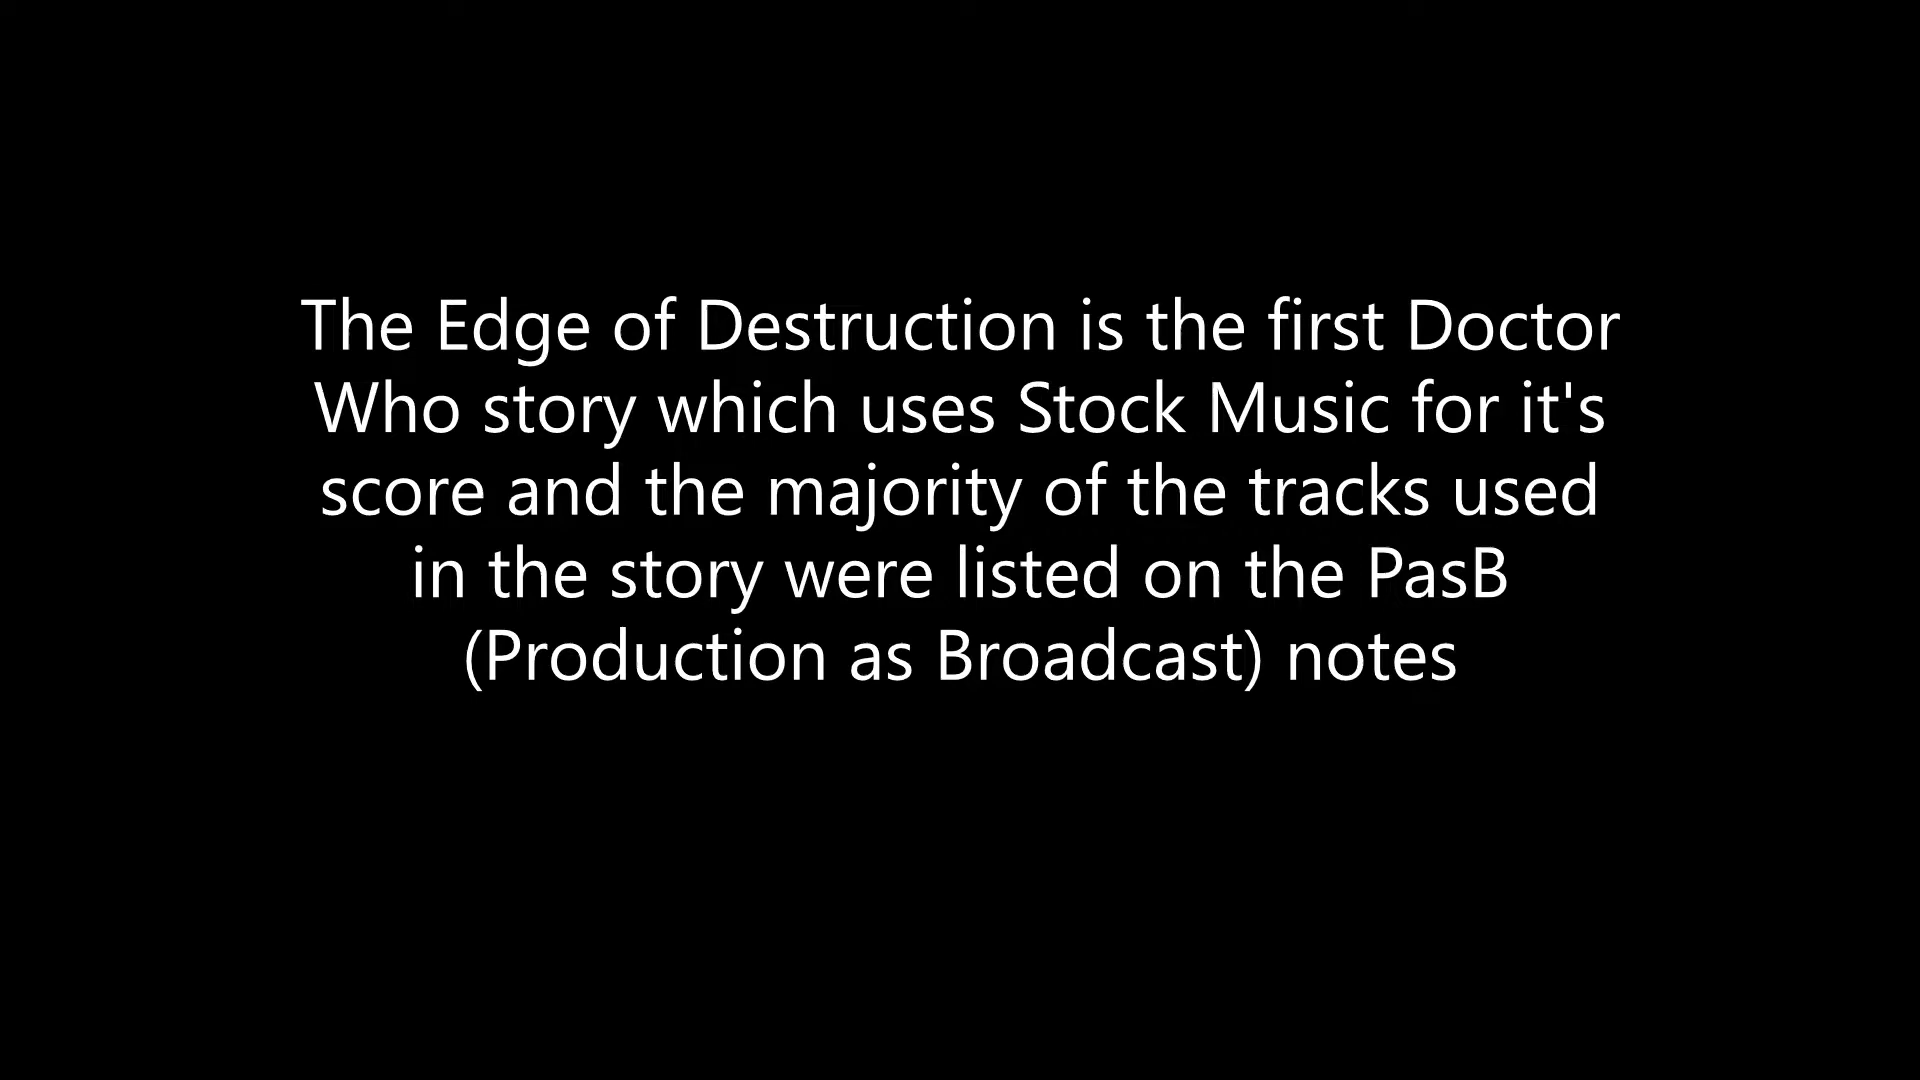 The Edge of Destruction is the first Doctor
Who story which uses Stock Music for it's
score and the majority of the tracks used
in the story were listed on the PasB
(Production as Broadcast) notes